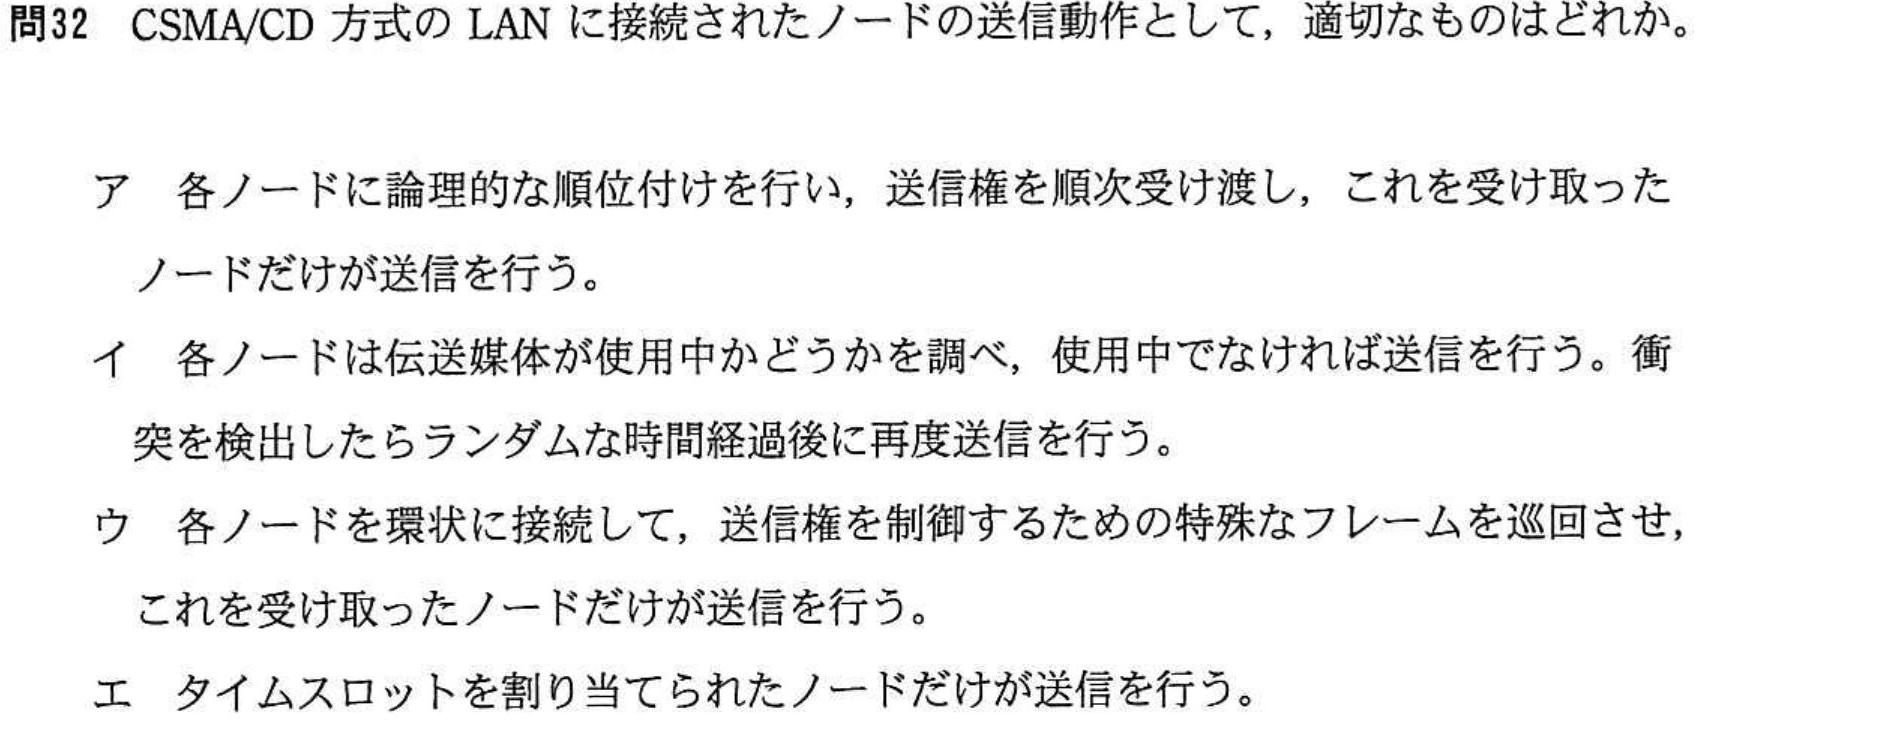 問32 CSMA/CD 方式の LAN に接続されたノードの送信動作として，適切なものはどれか。
ア 各ノードに論理的な順位付けを行い，送信権を順次受け渡し，これを受け取った
ノードだけが送信を行う。
イ 各ノードは伝送媒体が使用中かどうかを調べ，使用中でなければ送信を行う。衝
突を検出したらランダムな時間経過後に再度送信を行う。
ウ 各ノードを環状に接続して，送信権を制御するための特殊なフレームを巡回させ，
これを受け取ったノードだけが送信を行う。
エ タイムスロットを割り当てられたノードだけが送信を行う。